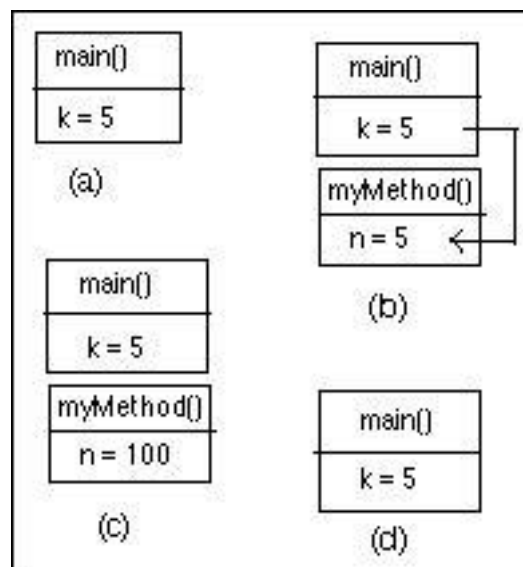 main()
k = 5
(a)
main()
k = 5
myMethod()
n = 5
(b)
main()
k = 5
myMethod()
n = 100
(c)
main()
k = 5
(d)